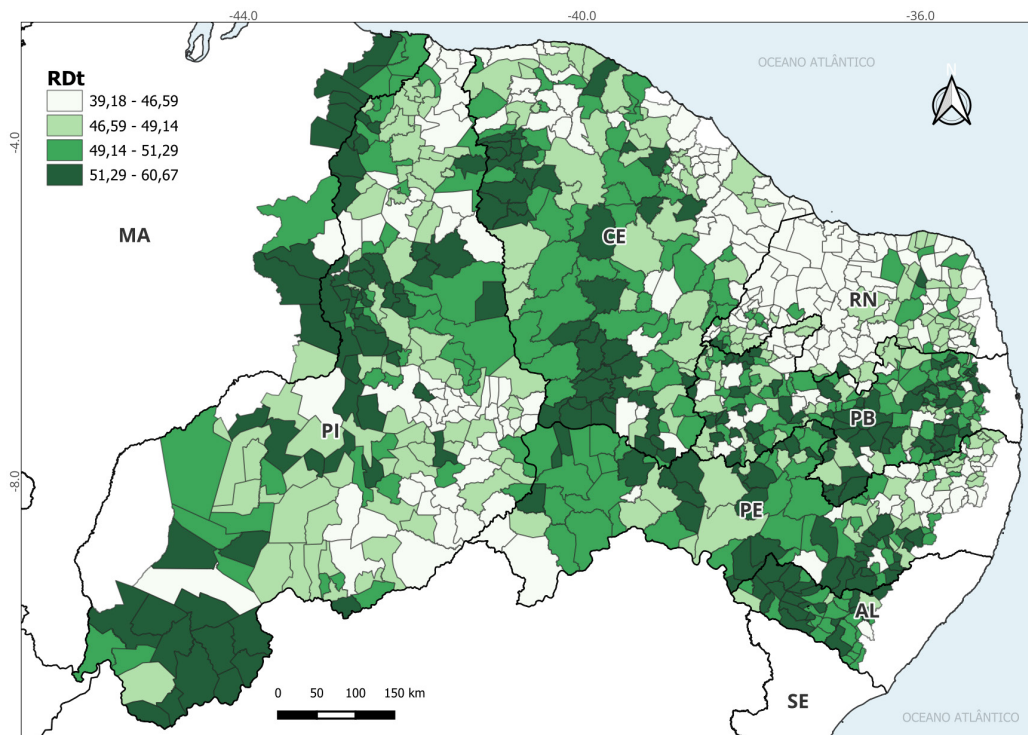 -44.0
-40.0
-36.0
OCEANO ATLÂNTICO
N
RDt
39,18 - 46,59
46,59 - 49,14
49,14 - 51,29
51,29 - 60,67
-4.0
MA
CE
RN
PI
PB
-8.0
PE
AL
0 50 100 150 km
SE
OCEANO ATLÂNTICO